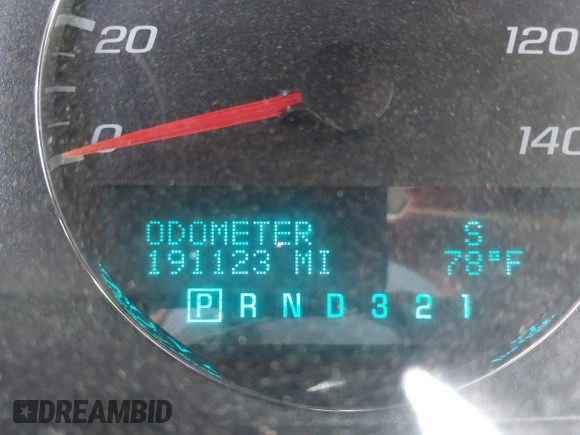 20
120
0
140
ODOMETER
S
191123 MI
78°F
P R N D 3 2 1
DREAMBID